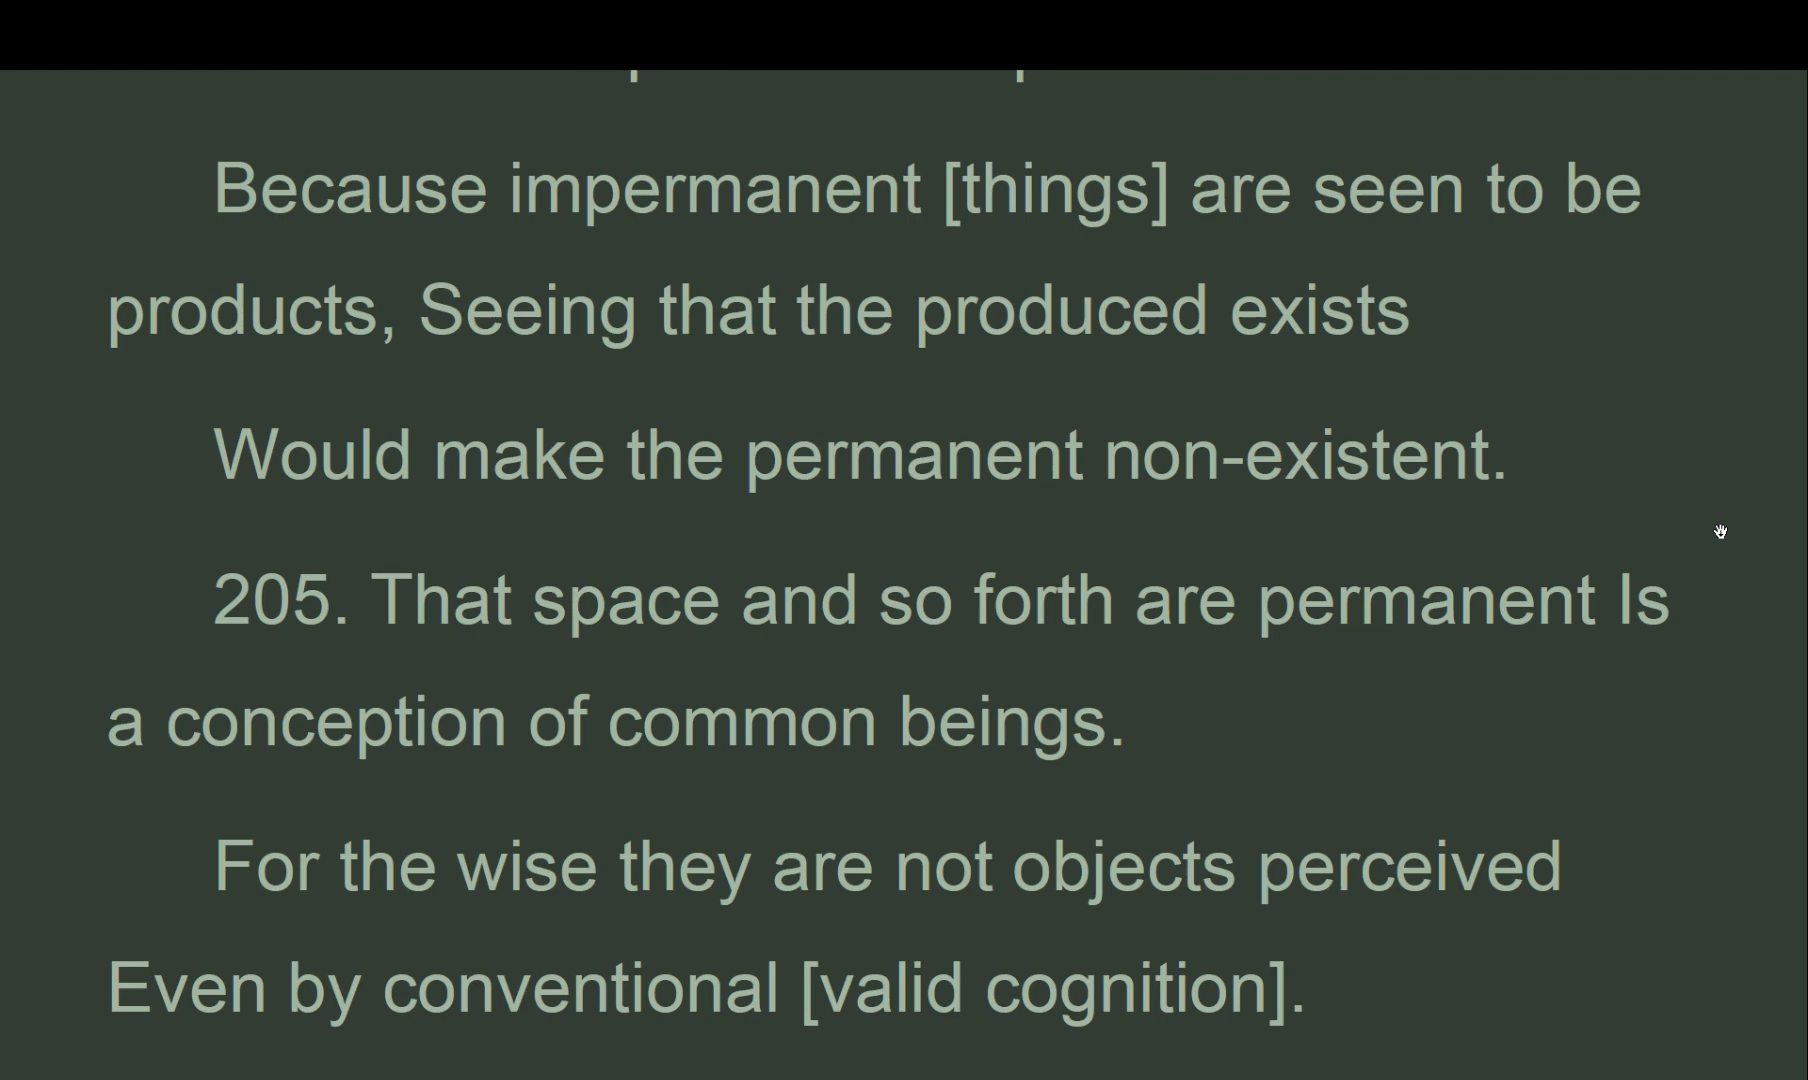 Because impermanent [things] are seen to be
products, Seeing that the produced exists
Would make the permanent non-existent.
205. That space and so forth are permanent Is
a conception of common beings.
For the wise they are not objects perceived
Even by conventional [valid cognition].